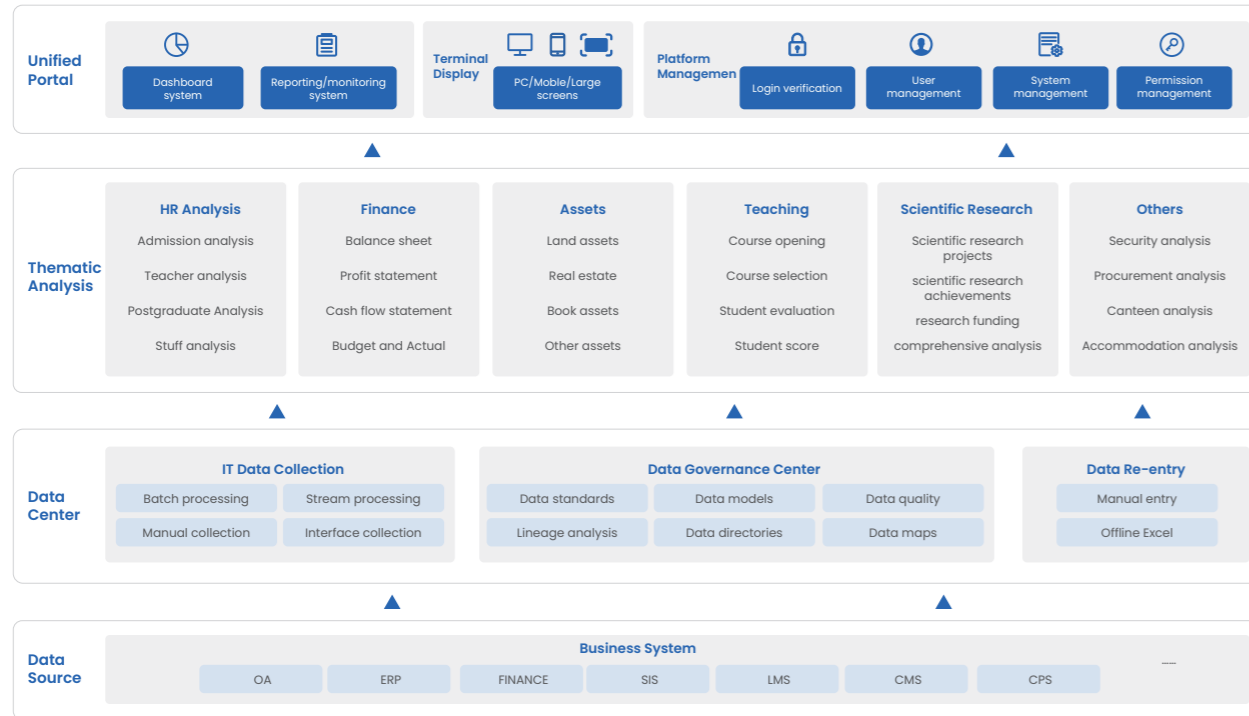 Unified
Portal
Dashboard
system
Reporting/monitoring
system
Terminal
Display
PC/Moble/Large
screens
Platform
Managemen
Login verification
User
management
System
management
Permission
management
Thematic
Analysis
HR Analysis
Admission analysis
Teacher analysis
Postgraduate Analysis
Stuff analysis
Finance
Balance sheet
Profit statement
Cash flow statement
Budget and Actual
Assets
Land assets
Real estate
Book assets
Other assets
Teaching
Course opening
Course selection
Student evaluation
Student score
Scientific Research
Scientific research
projects
scientific research
achievements
research funding
comprehensive analysis
Others
Security analysis
Procurement analysis
Canteen analysis
Accommodation analysis
Data
Center
IT Data Collection
Batch processing
Stream processing
Manual collection
Interface collection
Data Governance Center
Data standards
Data models
Data quality
Lineage analysis
Data directories
Data maps
Data Re-entry
Manual entry
Offline Excel
Data
Source
Business System
OA
ERP
FINANCE
SIS
LMS
CMS
CPS